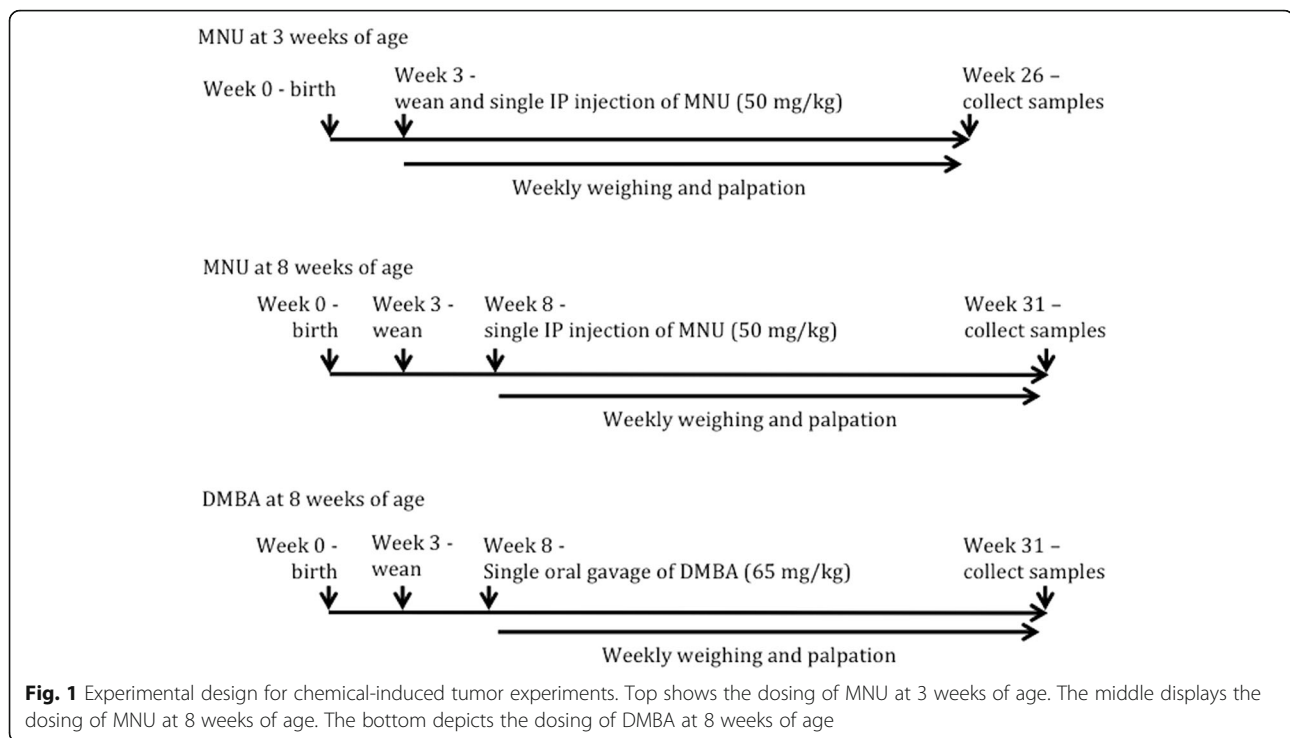 MNU at 3 weeks of age
Week 0 - birth
Week 3 -
wean and single IP injection of MNU (50 mg/kg)
Week 26 –
collect samples
Weekly weighing and palpation
MNU at 8 weeks of age
Week 0 -
birth
Week 3 -
wean
Week 8 -
single IP injection of MNU (50 mg/kg)
Week 31 –
collect samples
Weekly weighing and palpation
DMBA at 8 weeks of age
Week 0 -
birth
Week 3 -
wean
Week 8 -
Single oral gavage of DMBA (65 mg/kg)
Week 31 –
collect samples
Weekly weighing and palpation
Fig. 1 Experimental design for chemical-induced tumor experiments. Top shows the dosing of MNU at 3 weeks of age. The middle displays the
dosing of MNU at 8 weeks of age. The bottom depicts the dosing of DMBA at 8 weeks of age